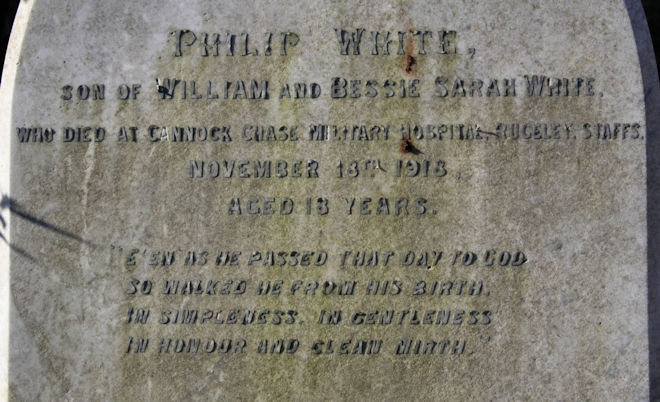 PHILIP WHITE,
SON OF WILLIAM AND BESSIE SARAH WHITE,
WHO DIED AT CANNOCK CHASE MILITARY HOSPITAL, RUGELEY, STAFFS.
NOVEMBER 18TH 1918
AGED 18 YEARS.
"E'EN AS HE PASSED THAT DAY TO GOD
SO WALKED HE FROM HIS BIRTH,
IN SIMPLENESS, IN GENTLENESS
IN HONOUR AND CLEAN MIRTH."